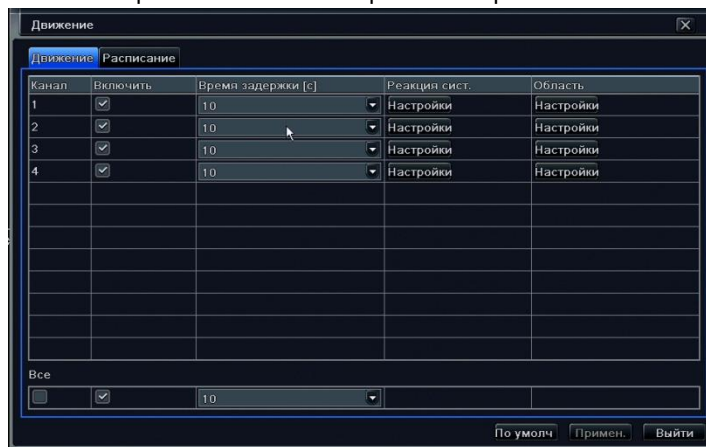 Движение
Движение Расписание
Канал Включить Время задержки [с] Реакция сист. Область
1 10 Настройки Настройки
2 10 Настройки Настройки
3 10 Настройки Настройки
4 10 Настройки Настройки
Все
10
По умолч Примен. Выйти